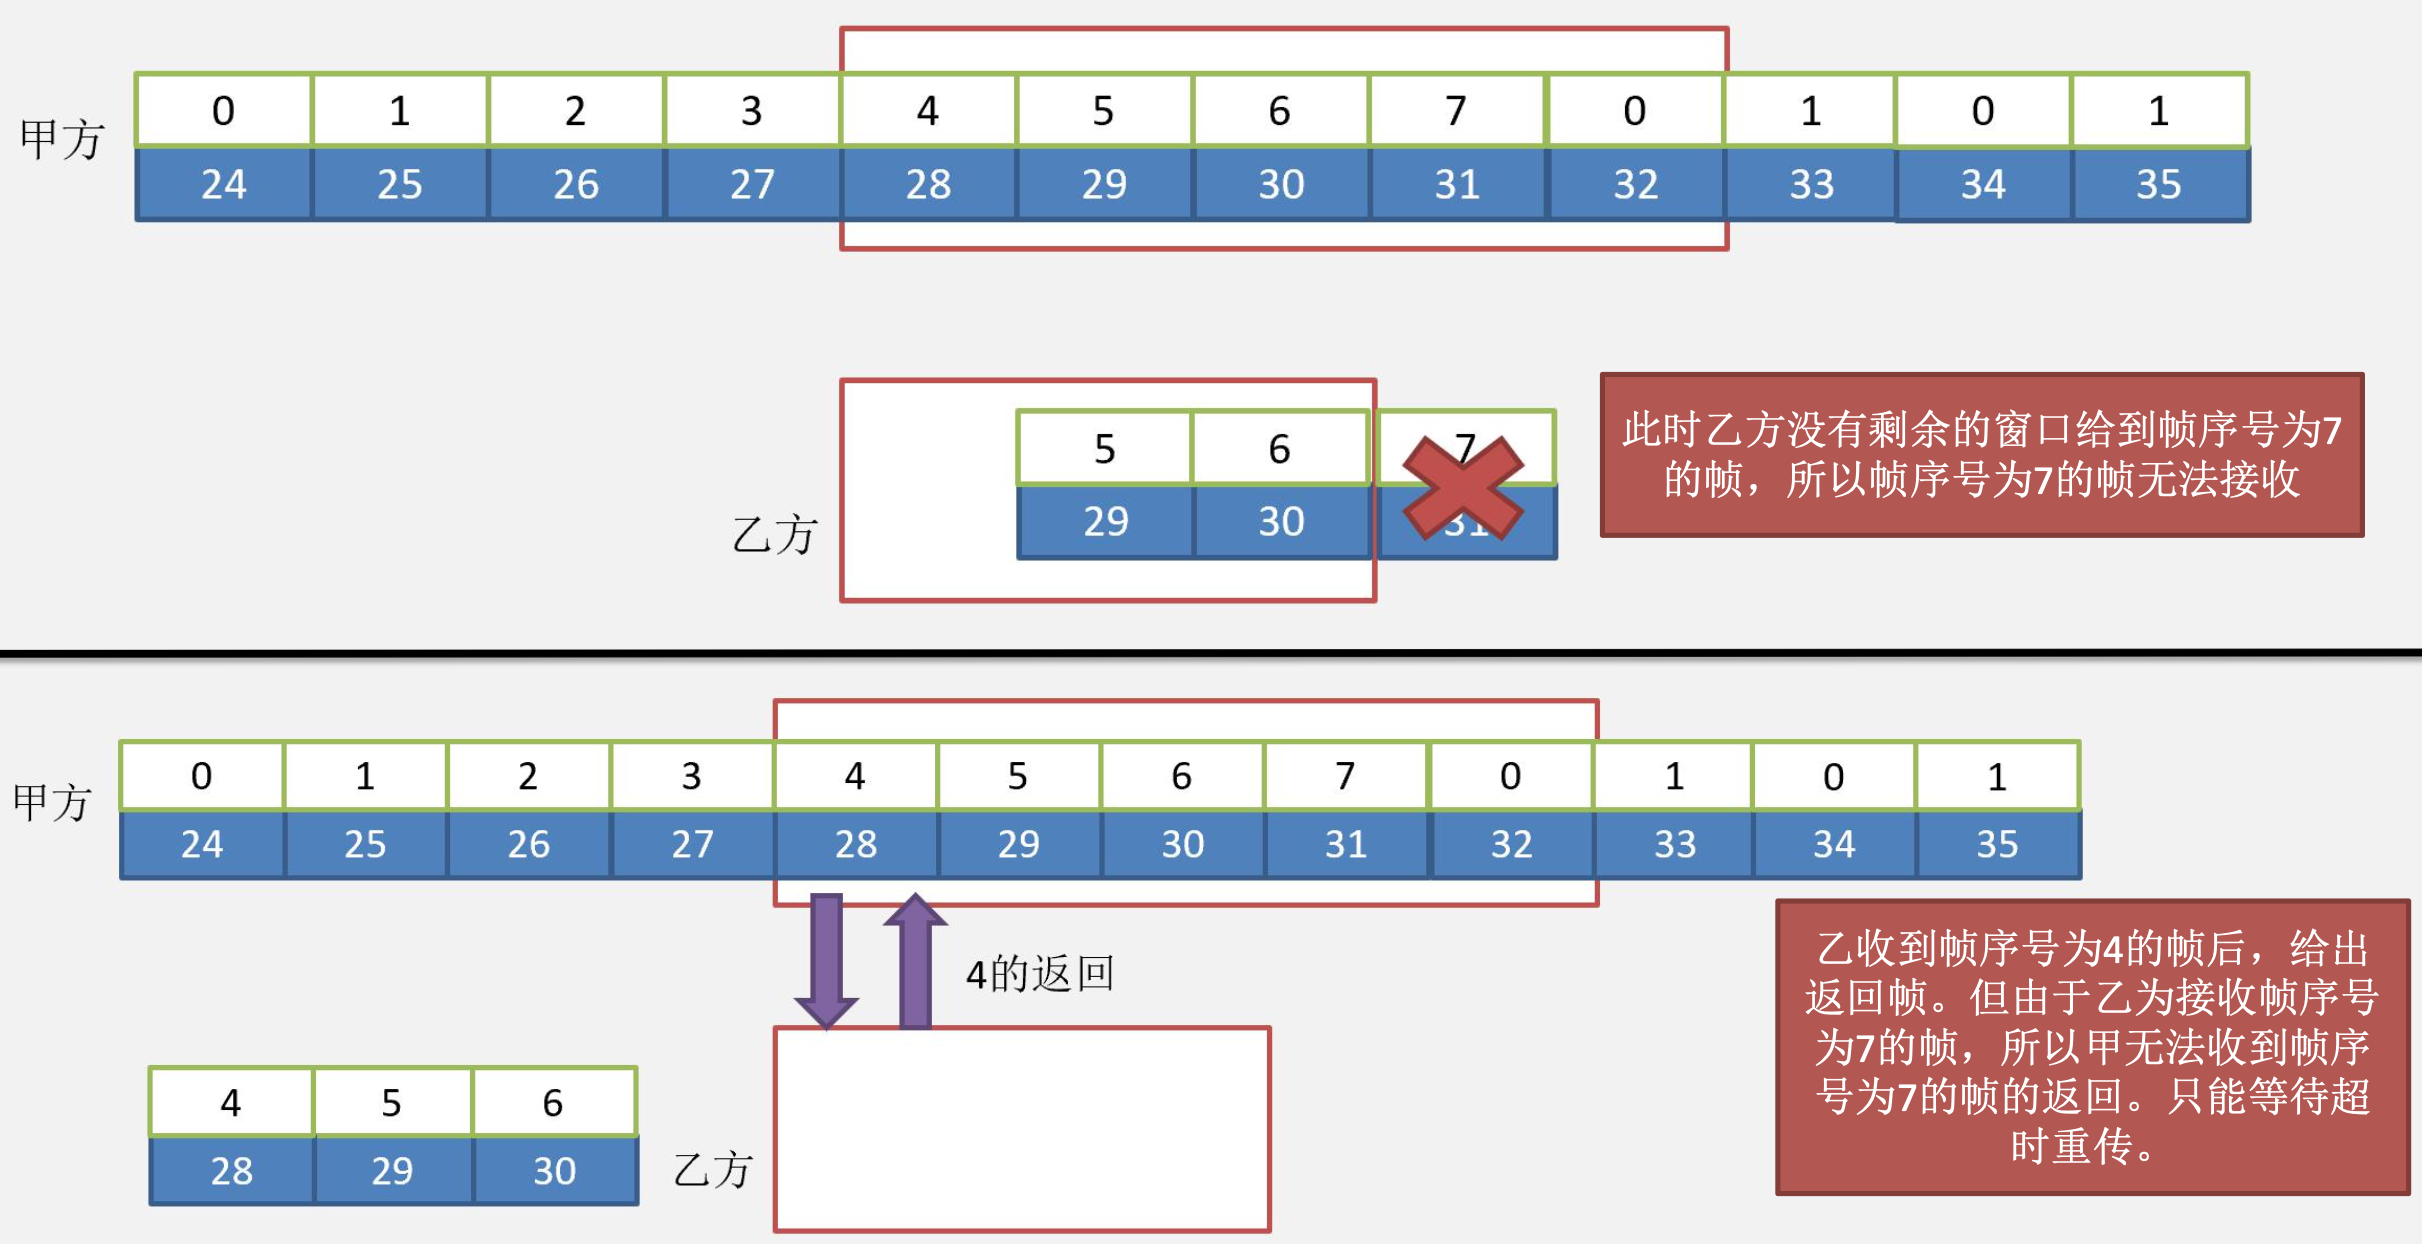 0 1 2 3 4 5 6 7 0 1 0 1
甲方
24 25 26 27 28 29 30 31 32 33 34 35
5 6 7
29 30 31
乙方
此时乙方没有剩余的窗口给到帧序号为7
的帧，所以帧序号为7的帧无法接收
0 1 2 3 4 5 6 7 0 1 0 1
甲方
24 25 26 27 28 29 30 31 32 33 34 35
4的返回
4 5 6
28 29 30
乙方
乙收到帧序号为4的帧后，给出
返回帧。但由于乙为接收帧序号
为7的帧，所以甲无法收到帧序
号为7的帧的返回。只能等待超
时重传。